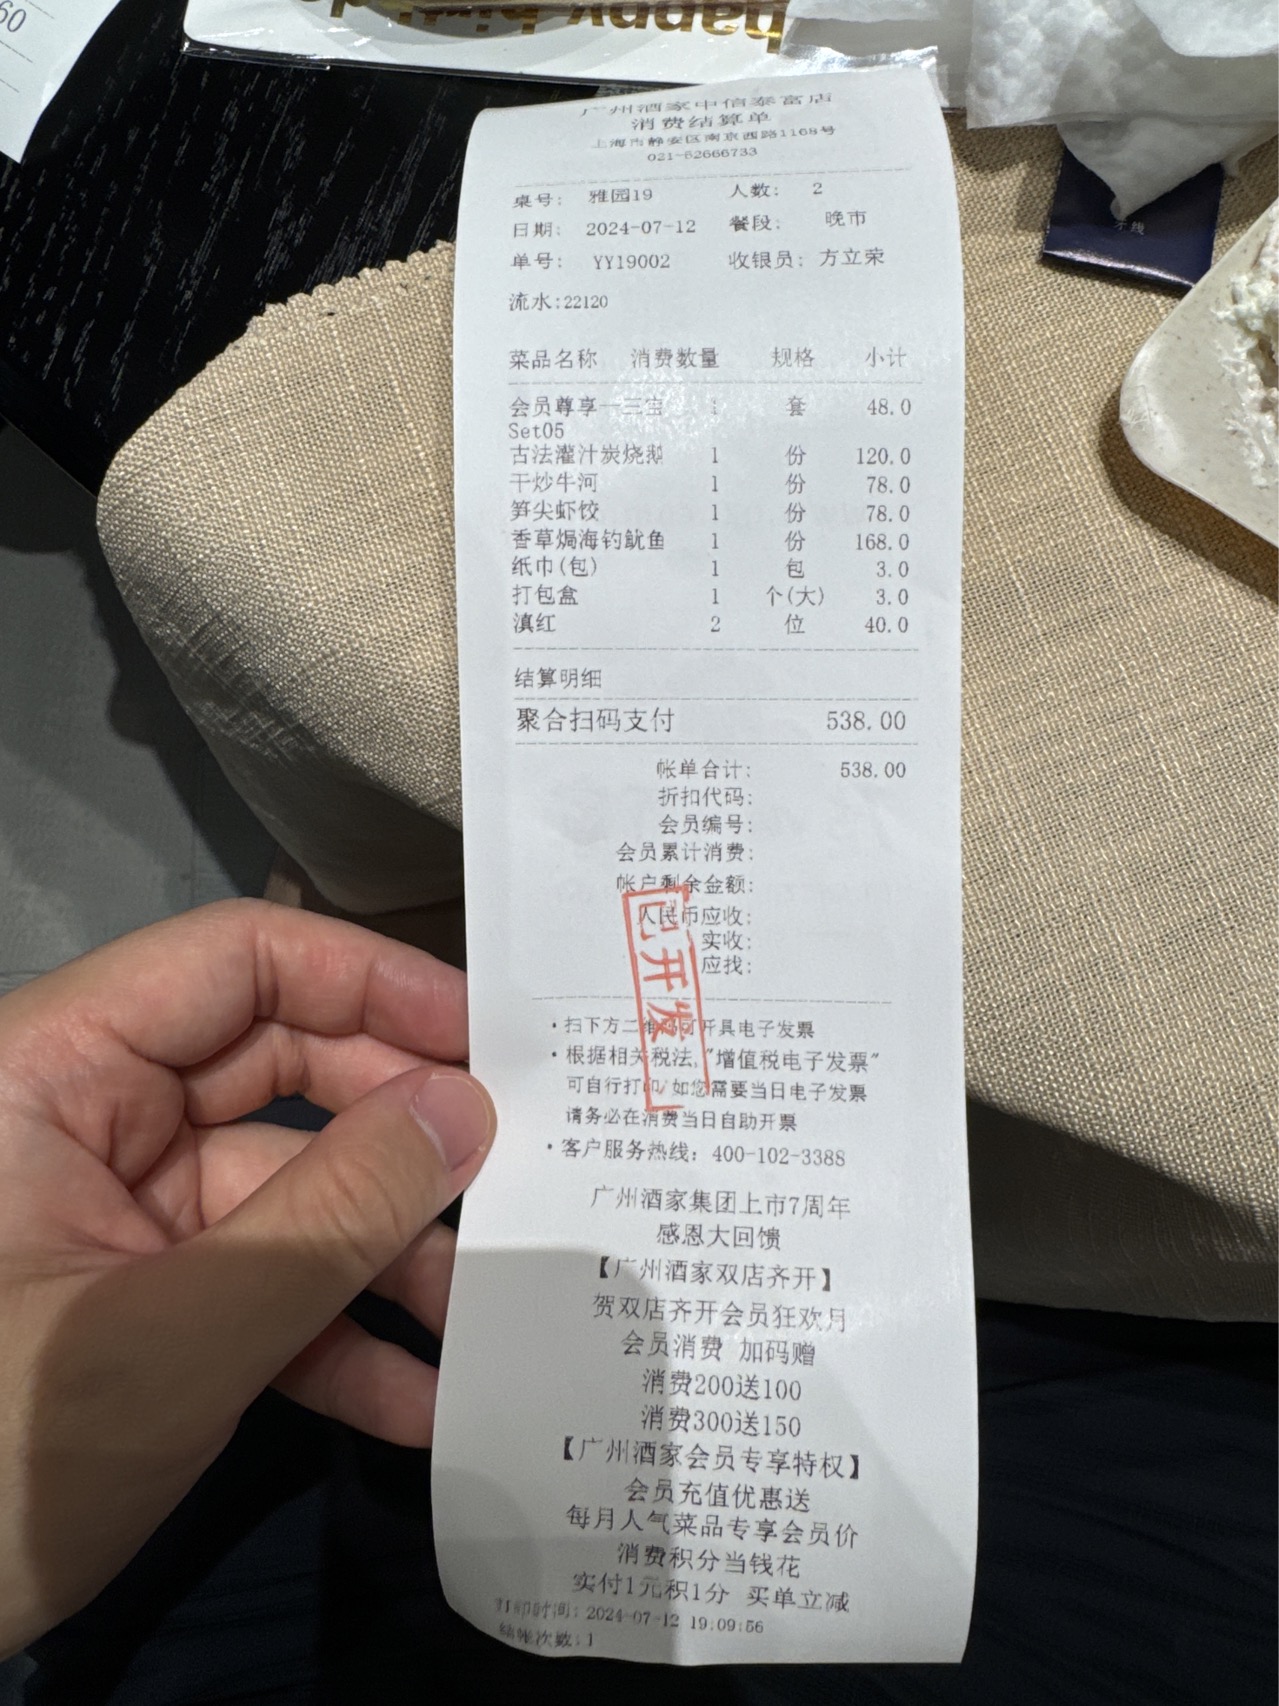 60
happy birthda
不线
广州酒家中信泰富店
消费结算单
上海市静安区南京西路1168号
021-52666733
桌号: 雅园19 人数: 2
日期: 2024-07-12 餐段: 晚市
单号: YY19002 收银员: 方立荣
流水:22120
菜品名称 消费数量 规格 小计
会员尊享一三宝 1 套 48.0
Set05
古法灌汁炭烧鹅 1 份 120.0
干炒牛河 1 份 78.0
笋尖虾饺 1 份 78.0
香草焗海钓鱿鱼 1 份 168.0
纸巾(包) 1 包 3.0
打包盒 1 个(大) 3.0
滇红 2 位 40.0
结算明细
聚合扫码支付 538.00
帐单合计: 538.00
折扣代码:
会员编号:
会员累计消费:
帐户剩余金额:
人民币应收:
实收:
应找:
已开发
·扫下方二维码可开具电子发票
·根据相关税法,"增值税电子发票"
可自行打印/如您需要当日电子发票
请务必在消费当日自助开票
·客户服务热线: 400-102-3388
广州酒家集团上市7周年
感恩大回馈
【广州酒家双店齐开】
贺双店齐开会员狂欢月
会员消费 加码赠
消费200送100
消费300送150
【广州酒家会员专享特权】
会员充值优惠送
每月人气菜品专享会员价
消费积分当钱花
实付1元积1分 买单立减
打印时间: 2024-07-12 19:09:56
结帐次数:1